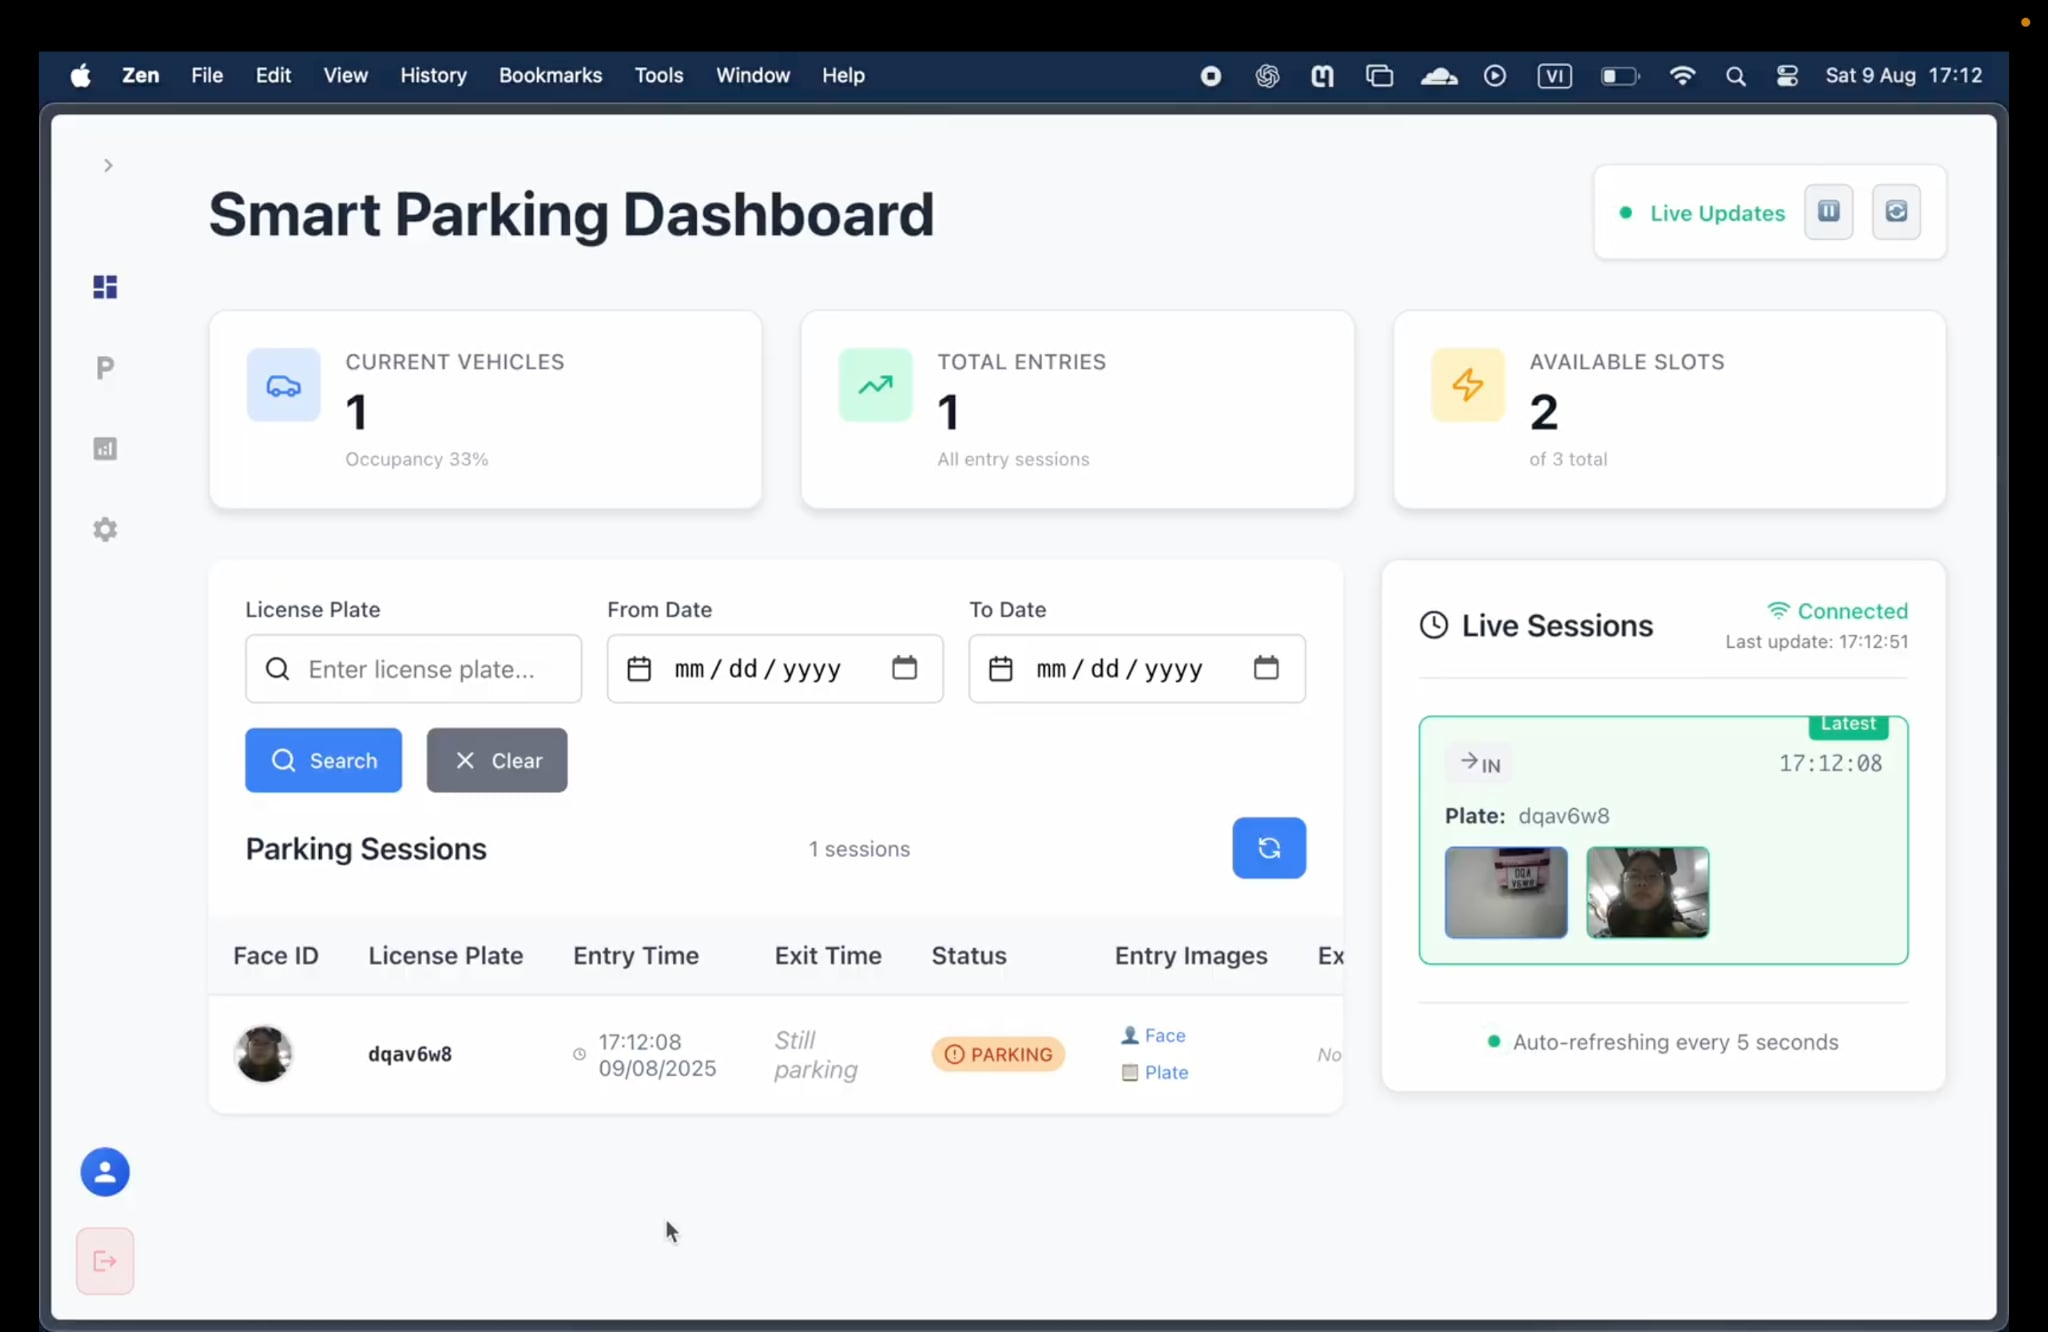 Zen File Edit View History Bookmarks Tools Window Help VI Sat 9 Aug 17:12
Smart Parking Dashboard
Live Updates
P
CURRENT VEHICLES
1
Occupancy 33%
TOTAL ENTRIES
1
All entry sessions
AVAILABLE SLOTS
2
of 3 total
License Plate
Enter license plate...
From Date
mm/dd/yyyy
To Date
mm/dd/yyyy
Search
Clear
Parking Sessions
1 sessions
Face ID License Plate Entry Time Exit Time Status Entry Images Ex
dqav6w8
17:12:08
09/08/2025
Still
parking
PARKING
Face
Plate
No
Live Sessions
Connected
Last update: 17:12:51
Latest
IN
17:12:08
Plate: dqav6w8
DQA
V6W8
Auto-refreshing every 5 seconds